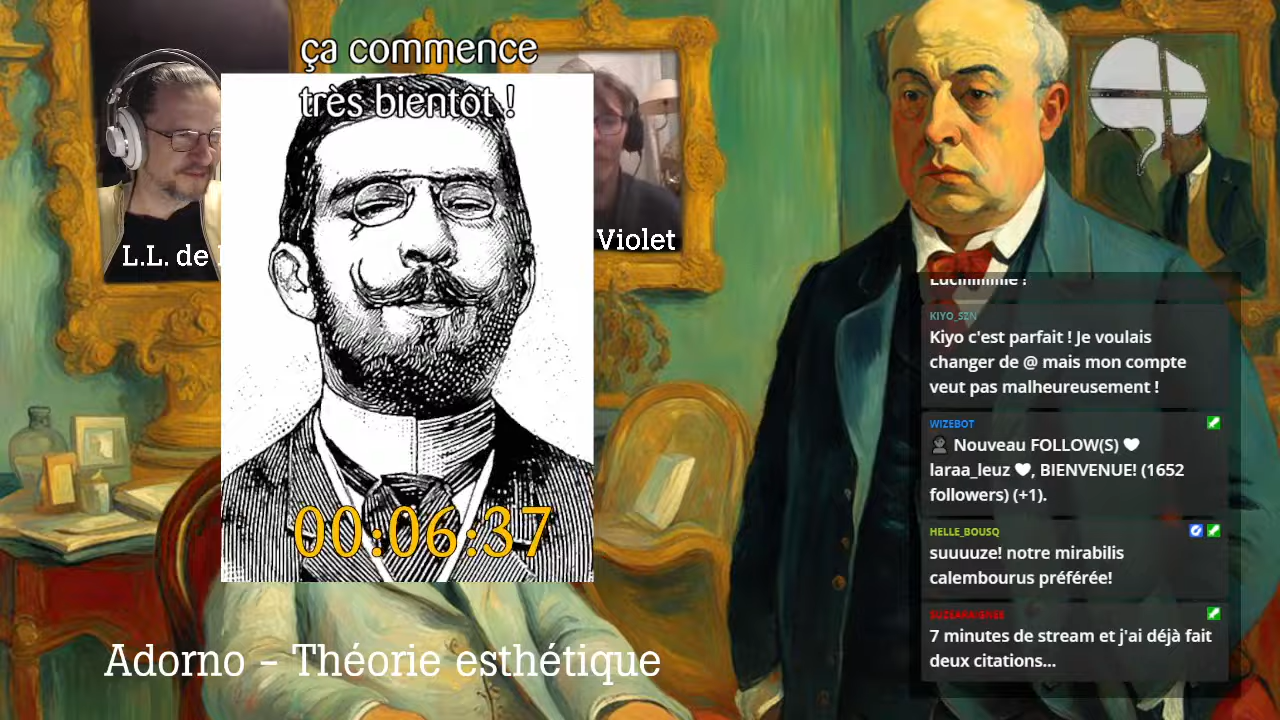 ça commence
très bientôt !
L.L. de
Violet
00:06:37
Adorno – Théorie esthétique
KIYO_SZN
Kiyo c'est parfait ! Je voulais
changer de @ mais mon compte
veut pas malheureusement !
WIZEBOT
Nouveau FOLLOW(S)
laraa_leuz , BIENVENUE! (1652
followers) (+1).
HELLE_BOUSQ
suuuuze! notre mirabilis
calembourus préférée!
SUZEARAIGNEE
7 minutes de stream et j'ai déjà fait
deux citations...